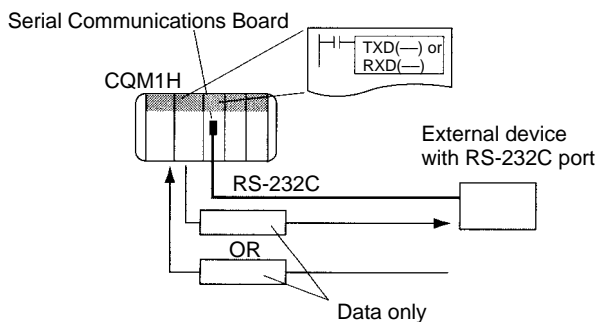 Serial Communications Board
TXD(––) or
RXD(––)
CQM1H
External device
with RS-232C port
RS-232C
OR
Data only